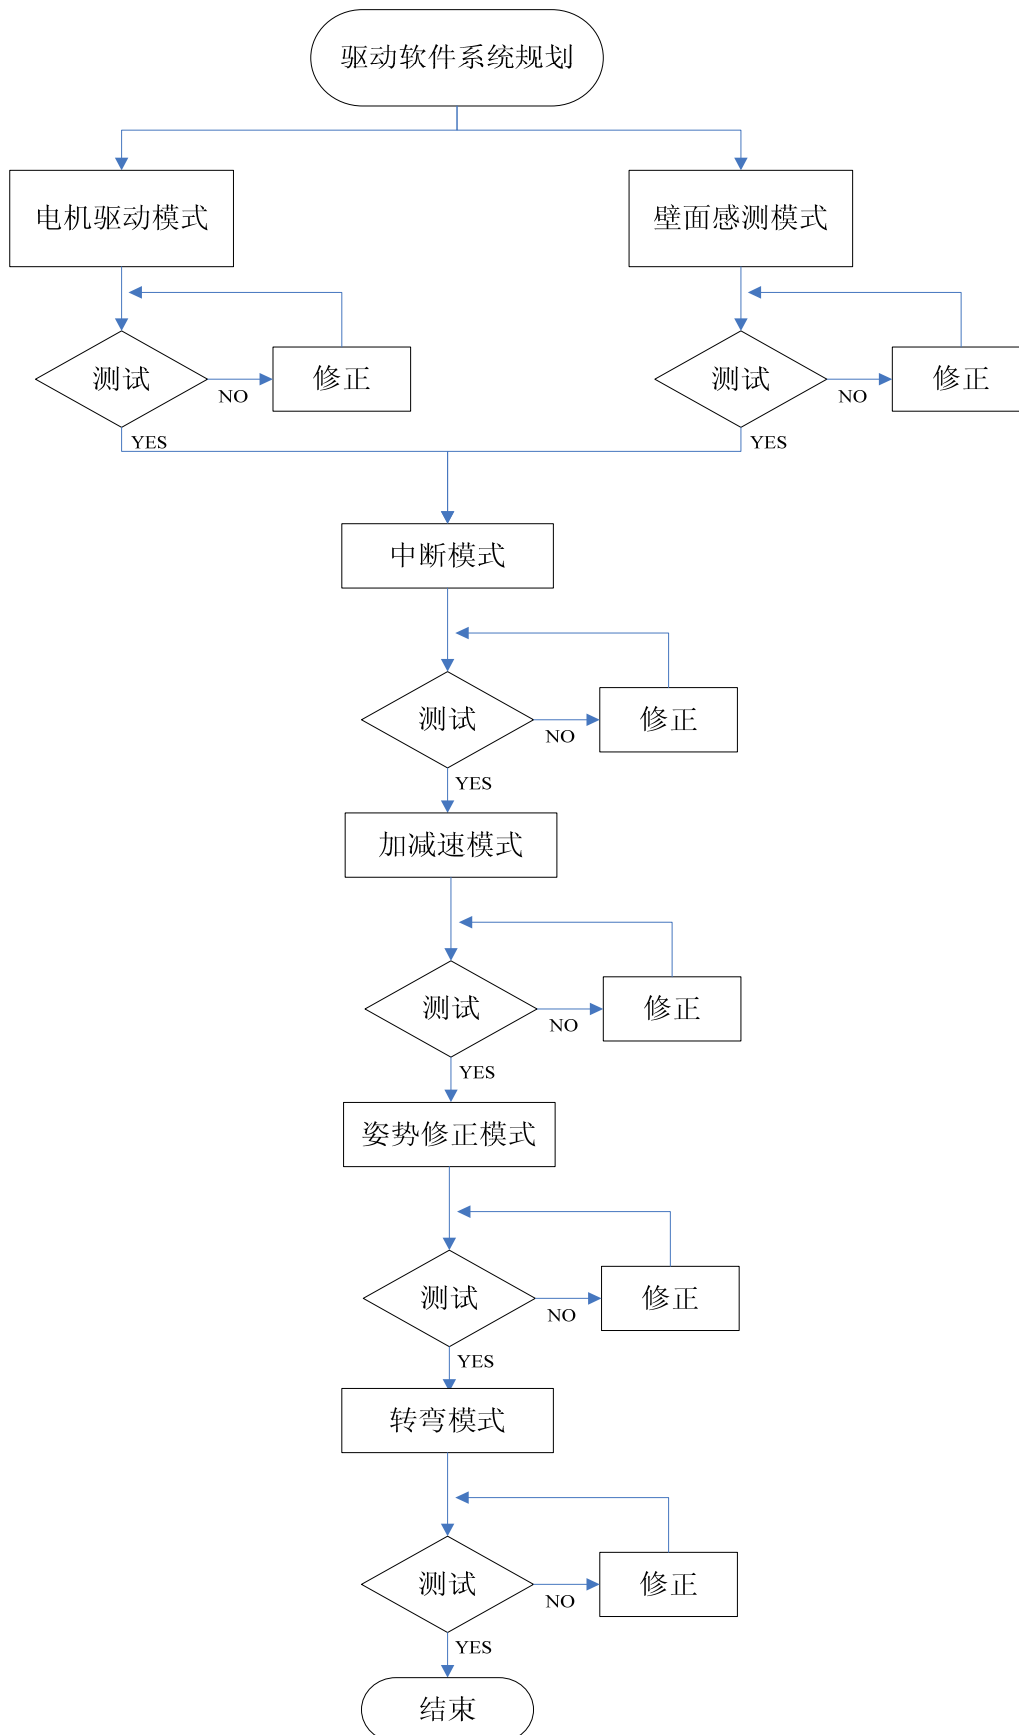 驱动软件系统规划
电机驱动模式
壁面感测模式
测试
NO
修正
测试
NO
修正
YES
YES
中断模式
测试
NO
修正
YES
加减速模式
测试
NO
修正
YES
姿势修正模式
测试
NO
修正
YES
转弯模式
测试
NO
修正
YES
结束